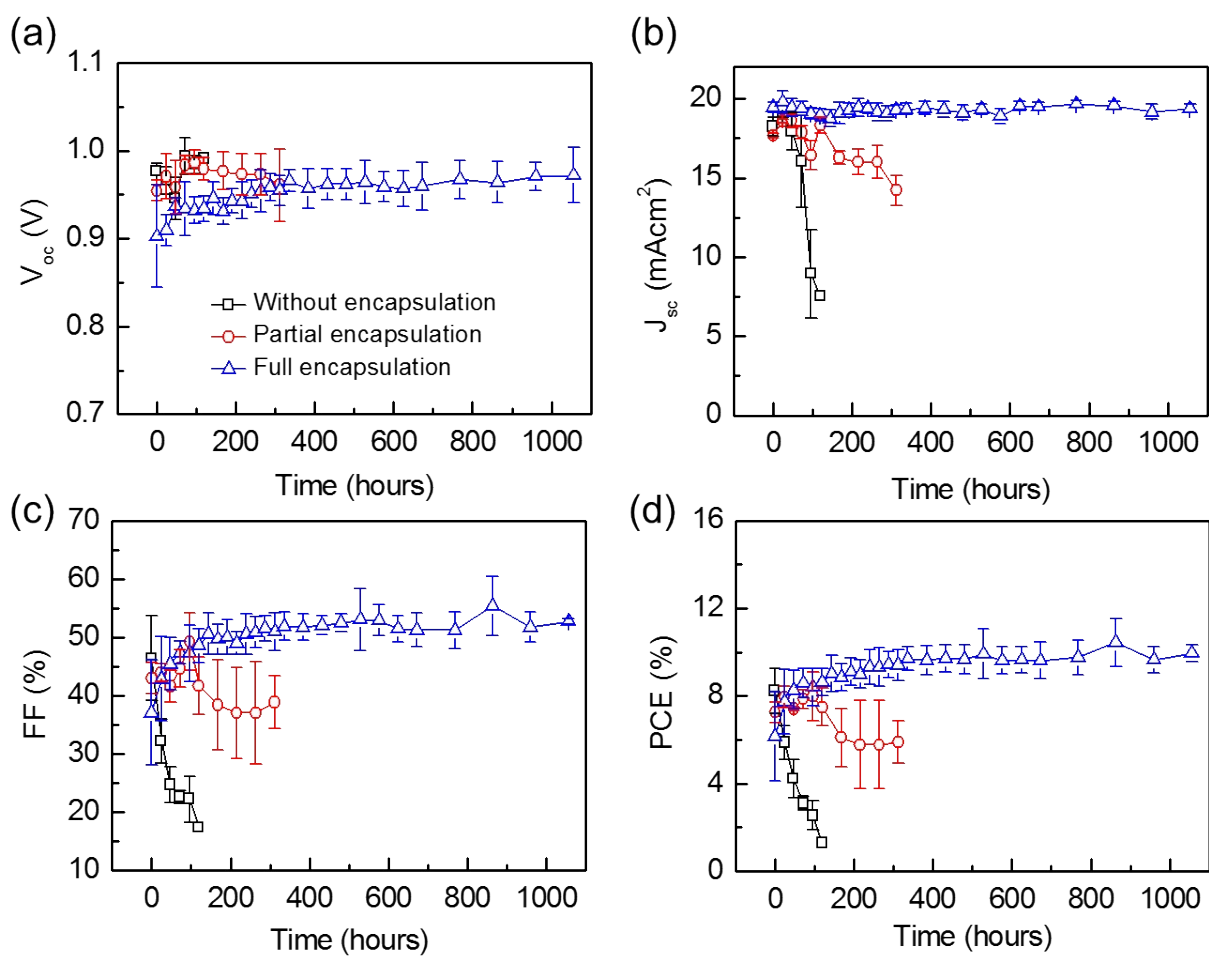 (a)
(b)
1.1
1.0
0.9
1.0
0.7
V_oc (V)
Without encapsulation
Partial encapsulation
Full encapsulation
0 200 400 600 800 1000
Time (hours)
20
15
10
5
0
J_sc (mAcm²)
0 200 400 600 800 1000
Time (hours)
(c)
(d)
70
60
50
40
30
20
10
FF (%)
0 200 400 600 800 1000
Time (hours)
16
12
8
4
0
PCE (%)
0 200 400 600 800 1000
Time (hours)